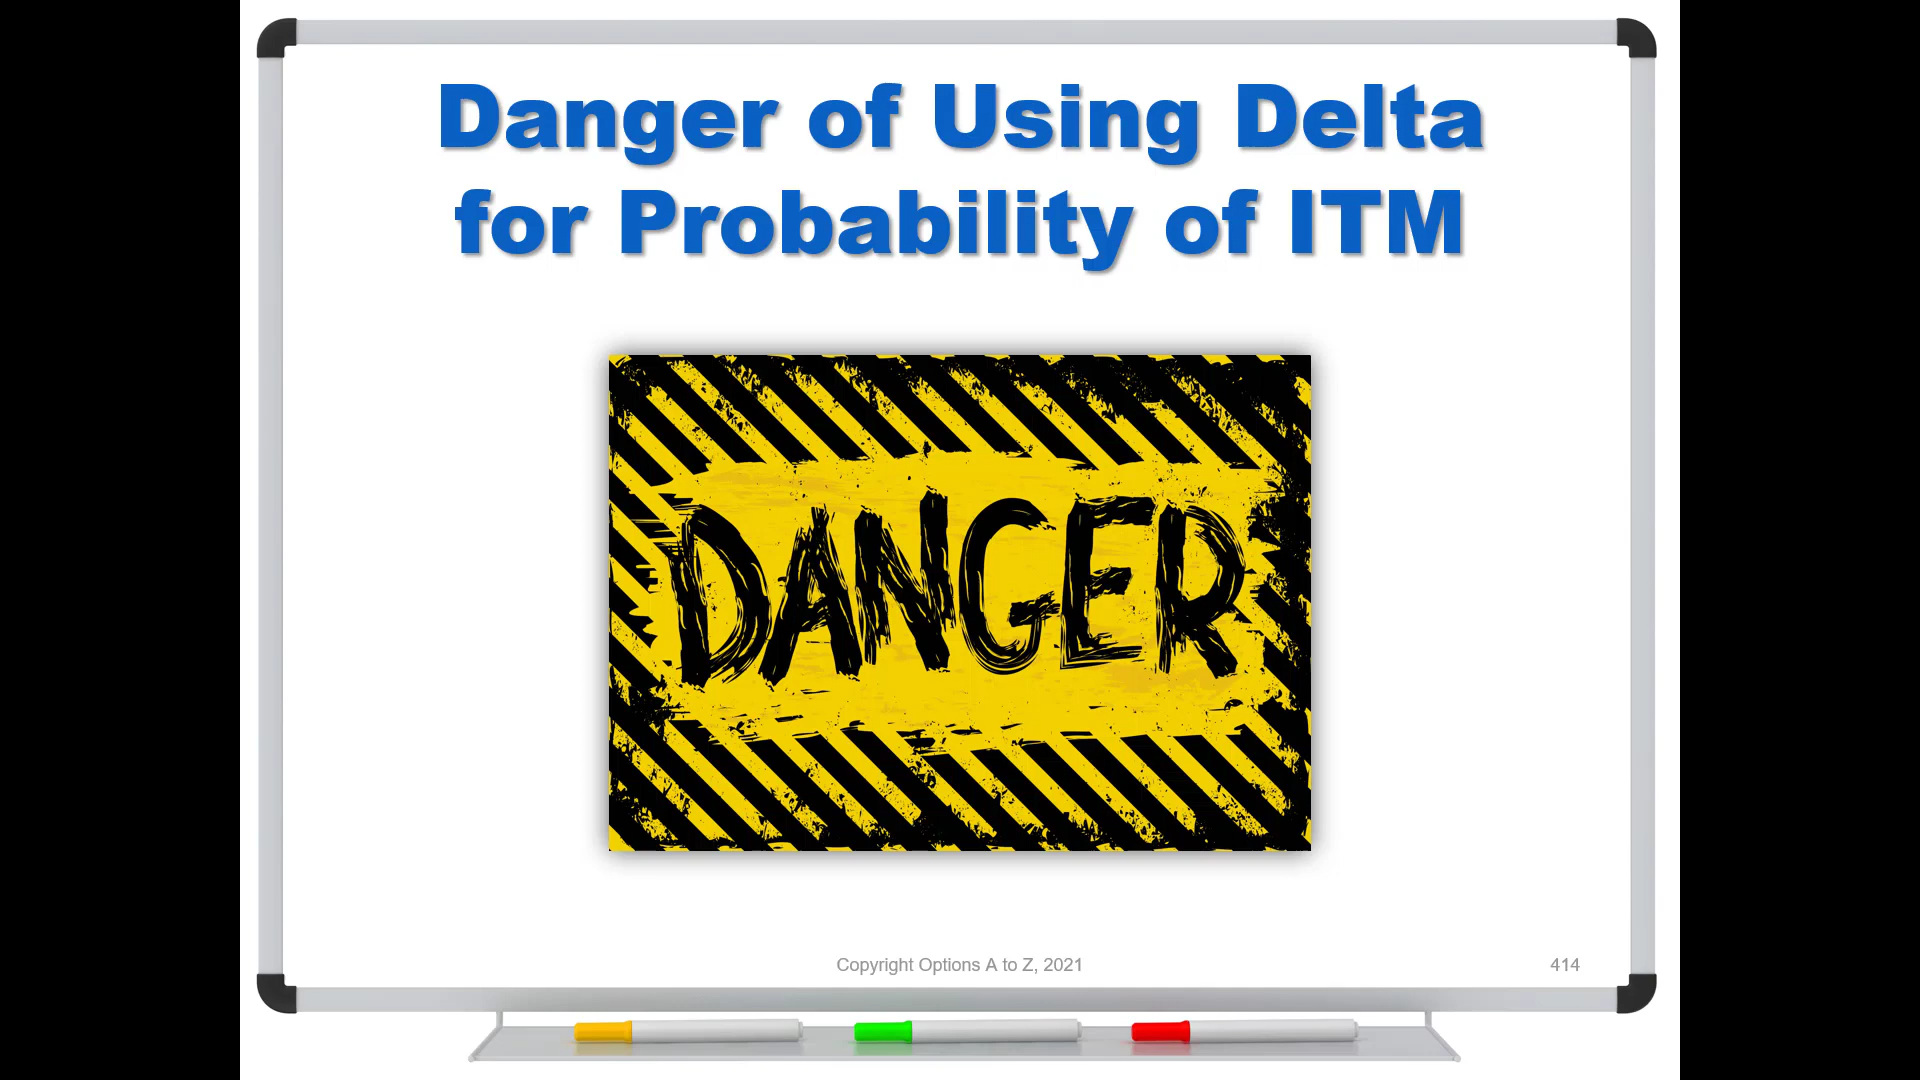 Danger of Using Delta
for Probability of ITM
DANGER
Copyright Options A to Z, 2021
414